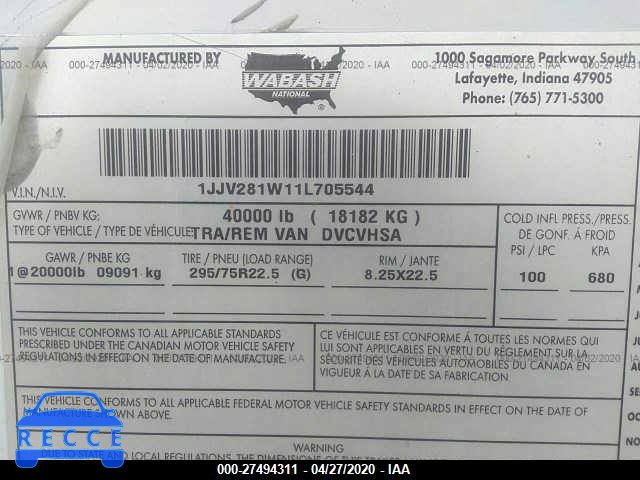 MANUFACTURED BY
WABASH
NATIONAL
1000 Sagamore Parkway South
000-27494311 - 04/02/2020 - IAA
Lafayette, Indiana 47905
Phone: (765) 771-5300
V.I.N./N.I.V.
1JJV281W11L705544
GVWR / PNBV KG:
40000 lb ( 18182 KG )
TYPE OF VEHICLE / TYPE DE VÉHICULE:
TRA/REM VAN DVCVHSA
COLD INFL PRESS./PRESS.
DE GONF. À FROID
PSI / LPC KPA
GAWR / PNBE KG TIRE / PNEU (LOAD RANGE) RIM / JANTE
1@20000lb 09091 kg 295/75R22.5 (G) 8.25X22.5 100 680
THIS VEHICLE CONFORMS TO ALL APPLICABLE STANDARDS
PRESCRIBED UNDER THE CANADIAN MOTOR VEHICLE SAFETY
REGULATIONS IN EFFECT ON THE DATE OF MANUFACTURE.
CE VÉHICULE EST CONFORME À TOUTES LES NORMES QUI
LUI SONT APPLICABLES EN VERTU DU RÈGLEMENT SUR LA
SÉCURITÉ DES VÉHICULES AUTOMOBILES DU CANADA EN
VIGUEUR À LA DATE DE SA FABRICATION.
THIS VEHICLE CONFORMS TO ALL APPLICABLE FEDERAL MOTOR VEHICLE SAFETY STANDARDS IN EFFECT ON THE DATE OF
MANUFACTURE SHOWN ABOVE.
WARNING
STATE AND LOCAL REGULATIONS. THE DIMENSIONS OF THIS
RECCE
000-27494311 - 04/27/2020 - IAA